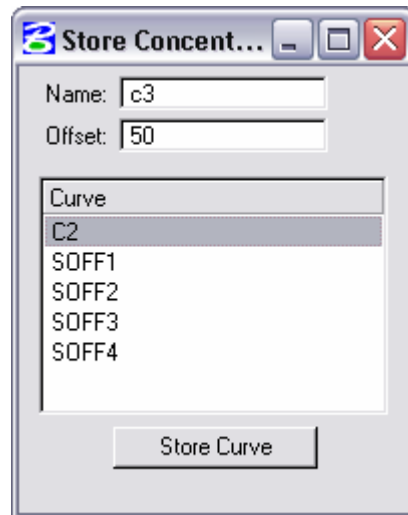 Store Concent...
Name: c3
Offset: 50
Curve
C2
SOFF1
SOFF2
SOFF3
SOFF4
Store Curve